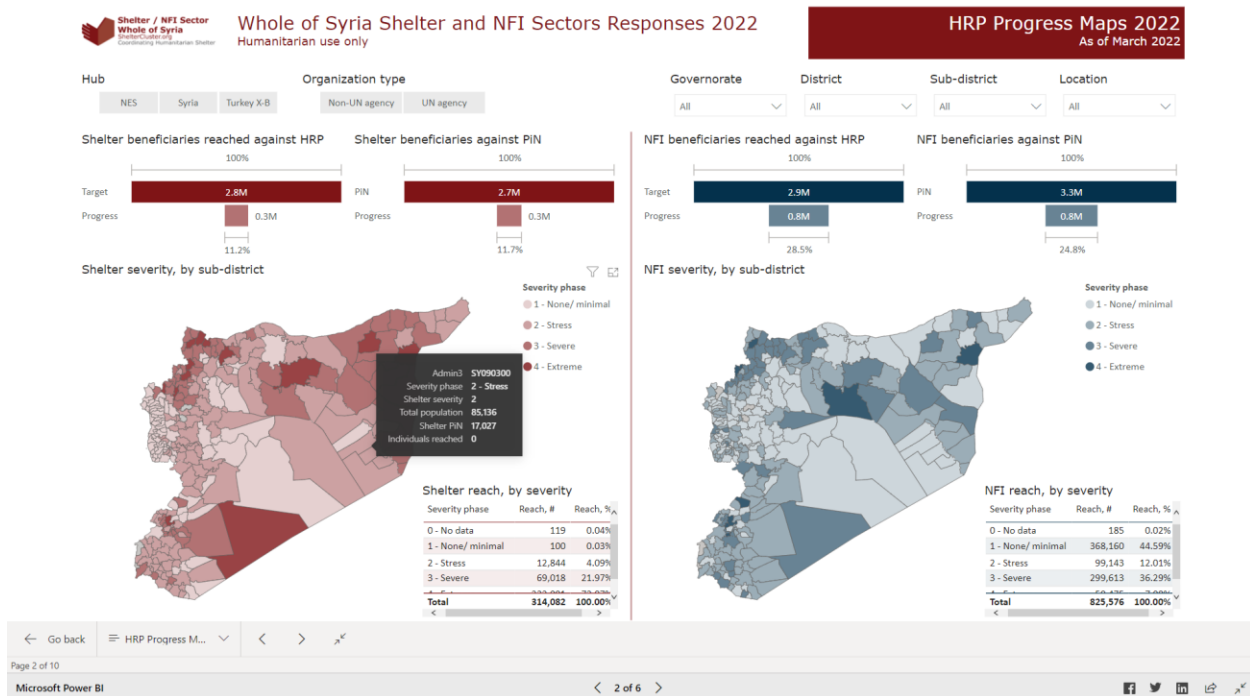 Shelter / NFI Sector
Whole of Syria
ShelterCluster.org
Coordinating Humanitarian Shelter
Whole of Syria Shelter and NFI Sectors Responses 2022
Humanitarian use only
HRP Progress Maps 2022
As of March 2022
Hub
NES
Syria
Turkey X-B
Organization type
Non-UN agency
UN agency
Governorate
All
District
All
Sub-district
All
Location
All
Shelter beneficiaries reached against HRP
100%
Target
2.8M
Progress
0.3M
11.2%
Shelter beneficiaries against PiN
100%
PiN
2.7M
Progress
0.3M
11.7%
NFI beneficiaries reached against HRP
100%
Target
2.9M
Progress
0.8M
28.5%
NFI beneficiaries against PiN
100%
PiN
3.3M
Progress
0.8M
24.8%
Shelter severity, by sub-district
Severity phase
1 - None/ minimal
2 - Stress
3 - Severe
4 - Extreme
Admin3 SY090300
Severity phase 2 - Stress
Shelter severity 2
Total population 85,136
Shelter PiN 17,027
Individuals reached 0
Shelter reach, by severity
Severity phase Reach, # Reach, %
0 - No data 119 0.04%
1 - None/ minimal 100 0.03%
2 - Stress 12,844 4.09%
3 - Severe 69,018 21.97%
Total 314,082 100.00%
NFI severity, by sub-district
Severity phase
1 - None/ minimal
2 - Stress
3 - Severe
4 - Extreme
NFI reach, by severity
Severity phase Reach, # Reach, %
0 - No data 185 0.02%
1 - None/ minimal 368,160 44.59%
2 - Stress 99,143 12.01%
3 - Severe 299,613 36.29%
Total 825,576 100.00%
Go back
HRP Progress M...
Page 2 of 10
Microsoft Power BI
2 of 6